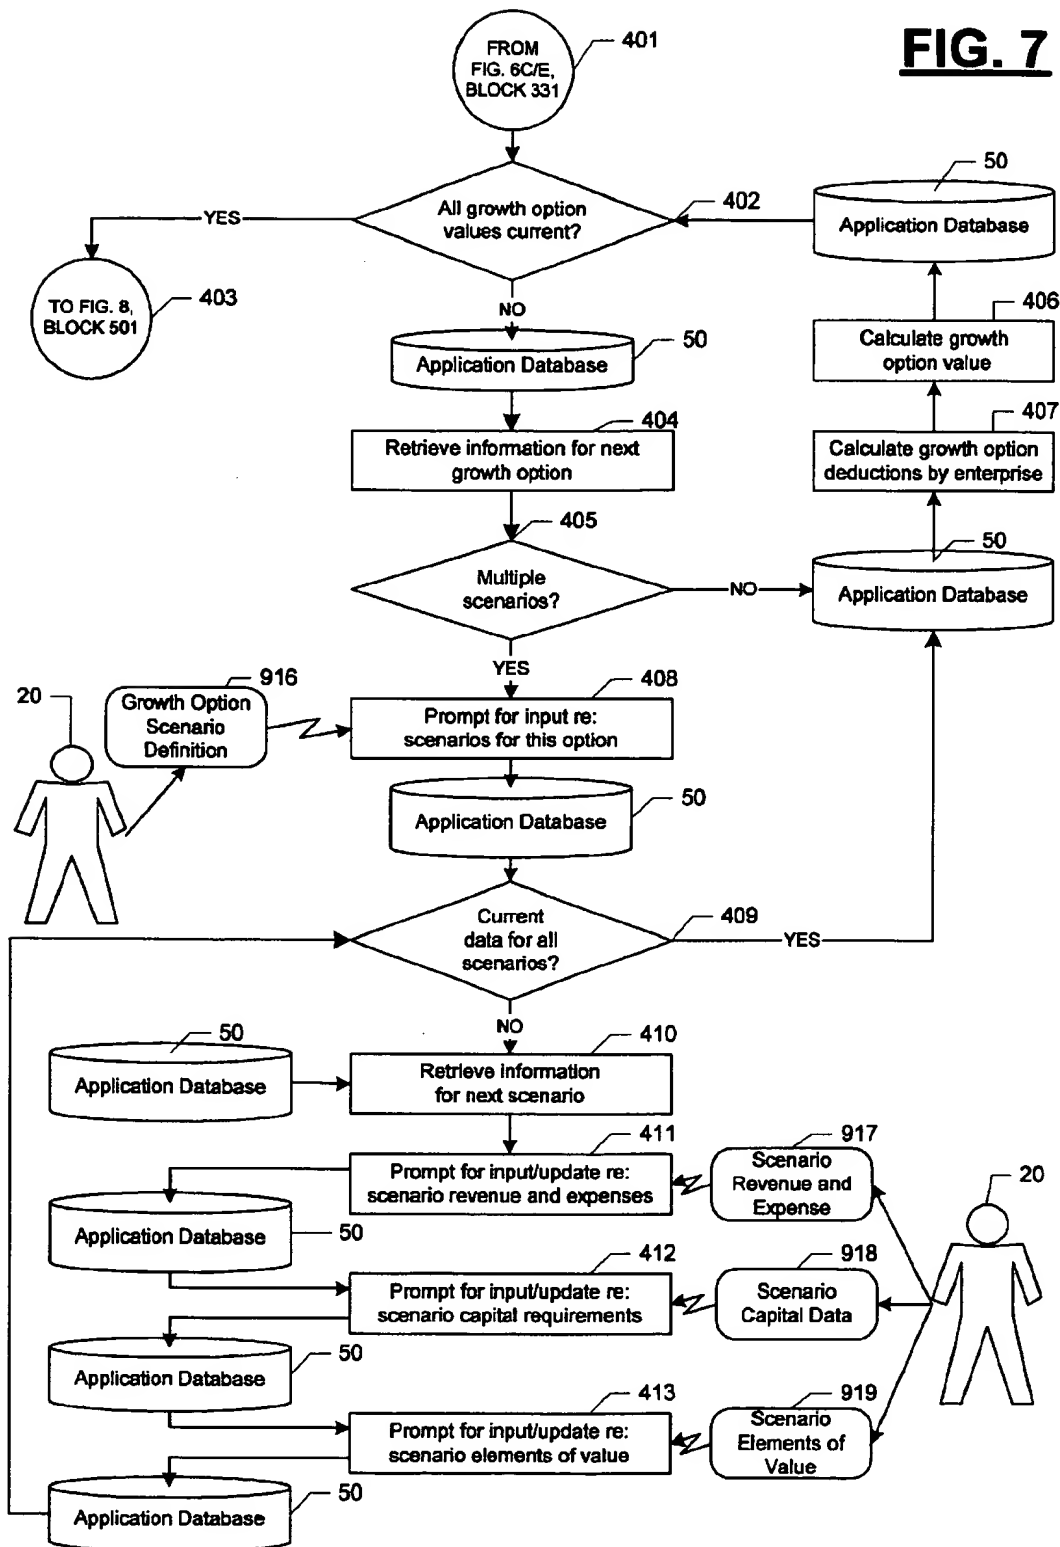 FIG. 7
FROM
FIG. 6C/E,
BLOCK 331
401
All growth option
values current?
402
YES
NO
TO FIG. 8,
BLOCK 501
403
50
Application Database
50
Application Database
406
Calculate growth
option value
404
Retrieve information for next
growth option
407
Calculate growth option
deductions by enterprise
405
Multiple
scenarios?
NO
50
Application Database
YES
20
916
Growth Option
Scenario
Definition
408
Prompt for input re:
scenarios for this option
50
Application Database
Current
data for all
scenarios?
409
YES
NO
50
Application Database
410
Retrieve information
for next scenario
411
Prompt for input/update re:
scenario revenue and expenses
917
Scenario
Revenue and
Expense
20
Application Database
50
412
Prompt for input/update re:
scenario capital requirements
918
Scenario
Capital Data
Application Database
50
413
Prompt for input/update re:
scenario elements of value
919
Scenario
Elements of
Value
Application Database
50